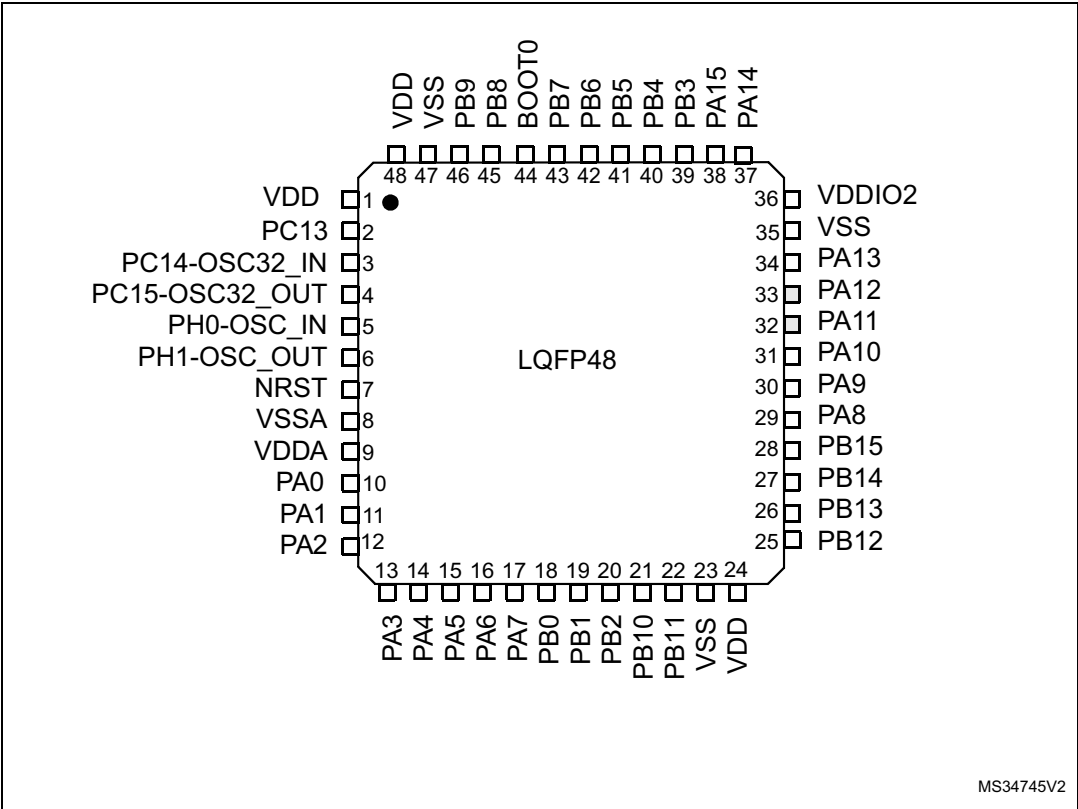 VDD
VSS
PB9
PB8
BOOT0
PB7
PB6
PB5
PB4
PB3
PA15
PA14
48 47 46 45 44 43 42 41 40 39 38 37
VDD 1
PC13 2
PC14-OSC32_IN 3
PC15-OSC32_OUT 4
PH0-OSC_IN 5
PH1-OSC_OUT 6
NRST 7
VSSA 8
VDDA 9
PA0 10
PA1 11
PA2 12
LQFP48
36 VDDIO2
35 VSS
34 PA13
33 PA12
32 PA11
31 PA10
30 PA9
29 PA8
28 PB15
27 PB14
26 PB13
25 PB12
13 14 15 16 17 18 19 20 21 22 23 24
PA3
PA4
PA5
PA6
PA7
PB0
PB1
PB2
PB10
PB11
VSS
VDD
MS34745V2